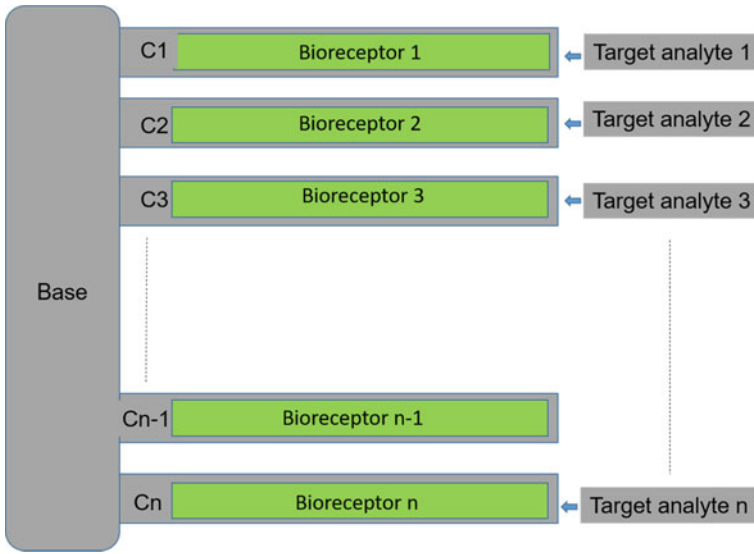 C1 Bioreceptor 1 Target analyte 1
C2 Bioreceptor 2 Target analyte 2
C3 Bioreceptor 3 Target analyte 3
Base
Cn-1 Bioreceptor n-1
Cn Bioreceptor n Target analyte n